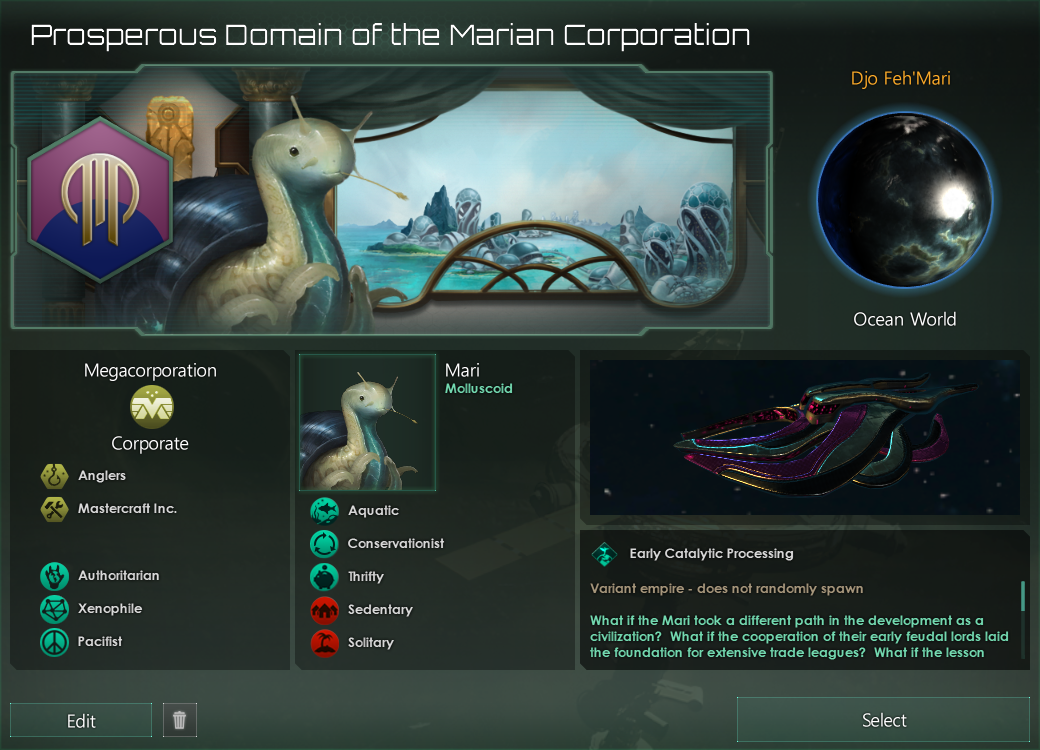 Prosperous Domain of the Marian Corporation
Djo Feh'Mari
Ocean World
Megacorporation
Corporate
Anglers
Mastercraft Inc.
Authoritarian
Xenophile
Pacifist
Mari
Molluscoid
Aquatic
Conservationist
Thrifty
Sedentary
Solitary
Early Catalytic Processing
Variant empire - does not randomly spawn
What if the Mari took a different path in the development as a
civilization? What if the cooperation of their early feudal lords laid
the foundation for extensive trade leagues? What if the lesson
Edit
Select